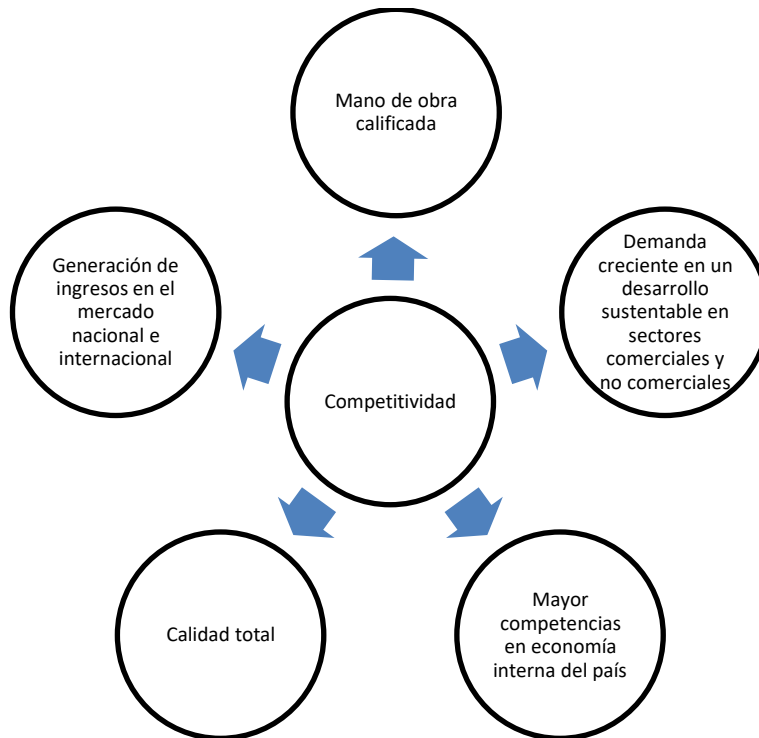 Mano de obra
calificada
Generación de
ingresos en el
mercado
nacional e
internacional
Demanda
creciente en un
desarrollo
sustentable en
sectores
comerciales y
no comerciales
Competitividad
Calidad total
Mayor
competencias
en economía
interna del país